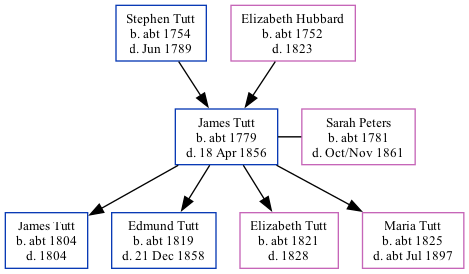 Stephen Tutt
b. abt 1754
d. Jun 1789
Elizabeth Hubbard
b. abt 1752
d. 1823
James Tutt
b. abt 1779
d. 18 Apr 1856
Sarah Peters
b. abt 1781
d. Oct/Nov 1861
James Tutt
b. abt 1804
d. 1804
Edmund Tutt
b. abt 1819
d. 21 Dec 1858
Elizabeth Tutt
b. abt 1821
d. 1828
Maria Tutt
b. abt 1825
d. abt Jul 1897